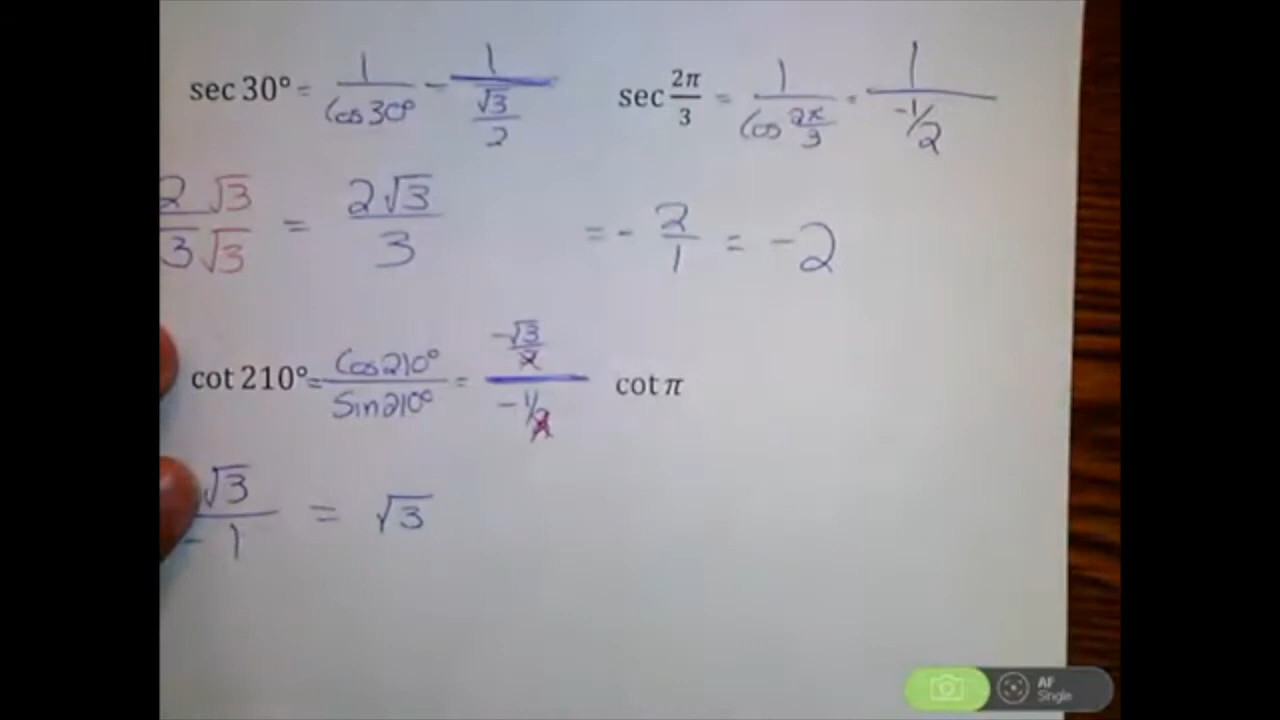 sec 30° = 1/cos 30° = 1/(√3/2)
sec 2π/3 = 1/cos 2π/3 = 1/(-1/2)
2 √3/3 √3 = 2√3/3
= - 2/1 = -2
cot 210° = cos 210°/sin 210° = (-√3/2)/(-1/2)
cot π
√3/-1 = √3
AF
Single